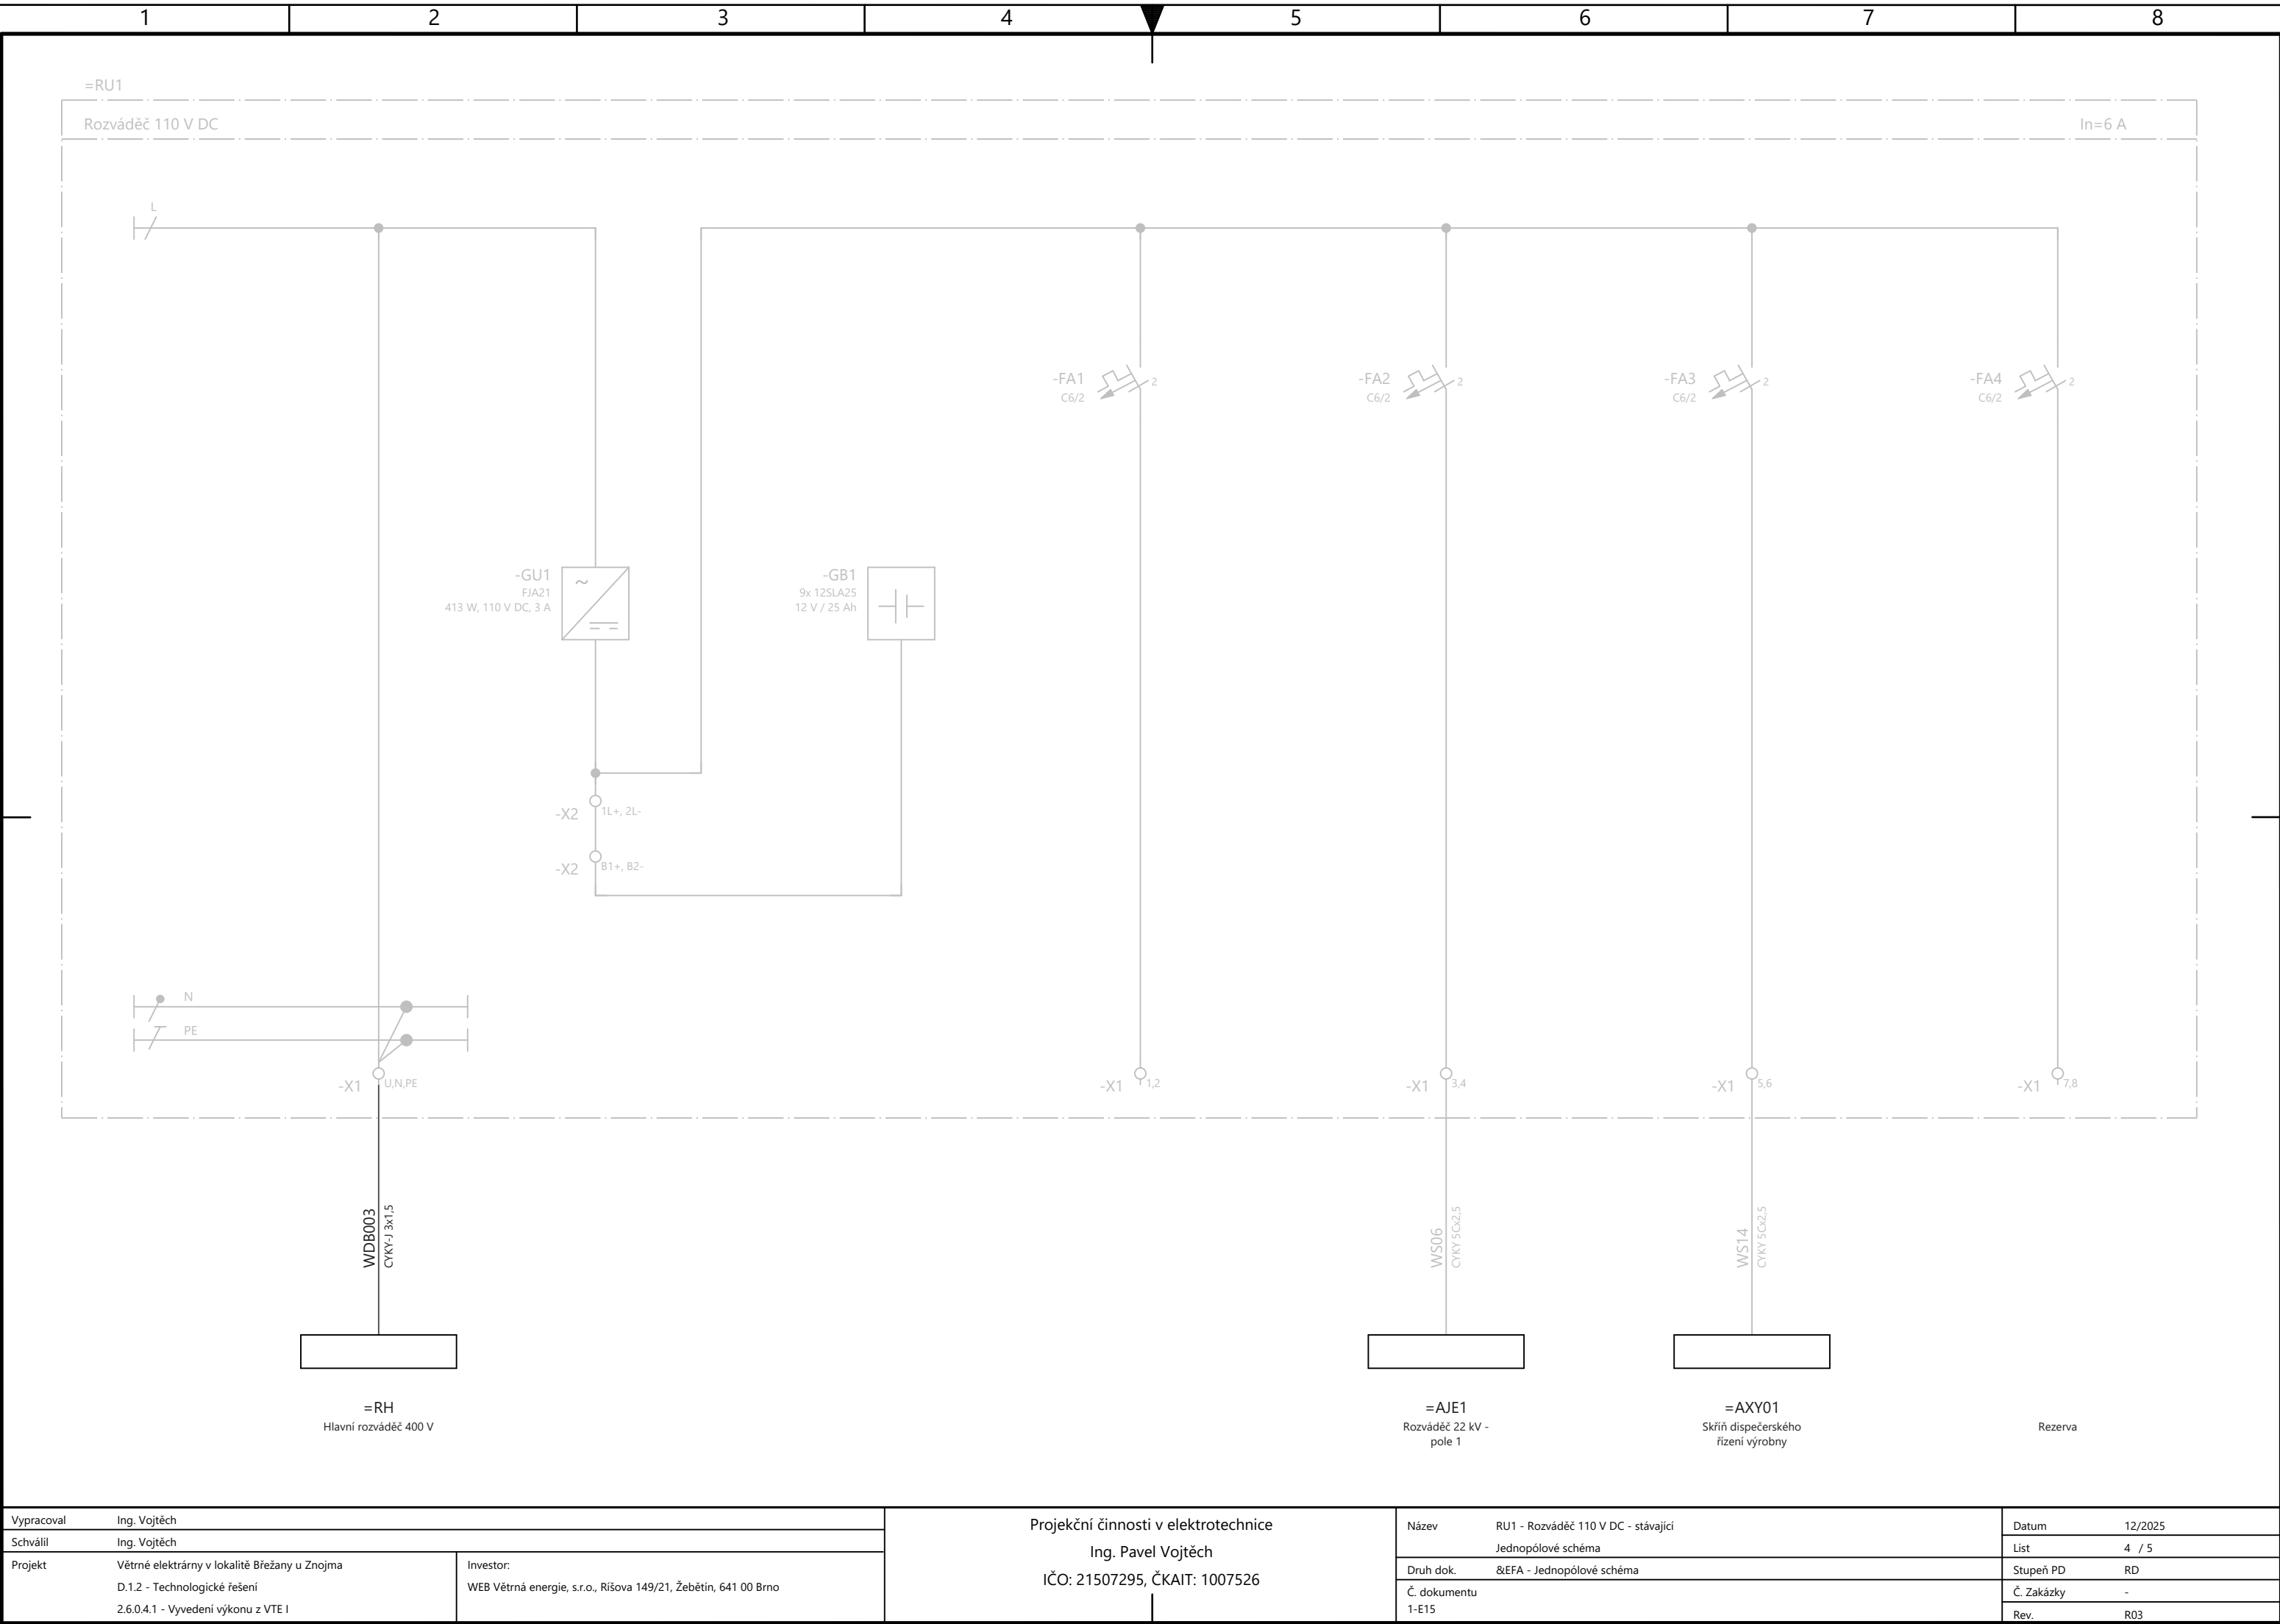 1 2 3 4 5 6 7 8
=RU1
Rozváděč 110 V DC
In=6 A
L
-FA1
C6/2
2
-FA2
C6/2
2
-FA3
C6/2
2
-FA4
C6/2
2
-GU1
FJA21
413 W, 110 V DC, 3 A
-GB1
9x 12SLA25
12 V / 25 Ah
-X2
1L+, 2L-
-X2
B1+, B2-
N
PE
-X1
U,N,PE
-X1
1,2
-X1
3,4
-X1
5,6
-X1
7,8
WDB003
CYKY-J 3x1,5
WS06
CYKY 5Cx2,5
WS14
CYKY 5Cx2,5
=RH
Hlavní rozváděč 400 V
=AJE1
Rozváděč 22 kV -
pole 1
=AXY01
Skříň dispečerského
řízení výrobny
Rezerva
Vypracoval Ing. Vojtěch
Schválil Ing. Vojtěch
Projekt Větrné elektrárny v lokalitě Břežany u Znojma
D.1.2 - Technologické řešení
2.6.0.4.1 - Vyvedení výkonu z VTE I
Investor:
WEB Větrná energie, s.r.o., Ríšova 149/21, Žebětín, 641 00 Brno
Projekční činnosti v elektrotechnice
Ing. Pavel Vojtěch
IČO: 21507295, ČKAIT: 1007526
Název RU1 - Rozváděč 110 V DC - stávající
Jednopólové schéma
Druh dok. &EFA - Jednopólové schéma
Č. dokumentu
1-E15
Datum 12/2025
List 4 / 5
Stupeň PD RD
Č. Zakázky -
Rev. R03